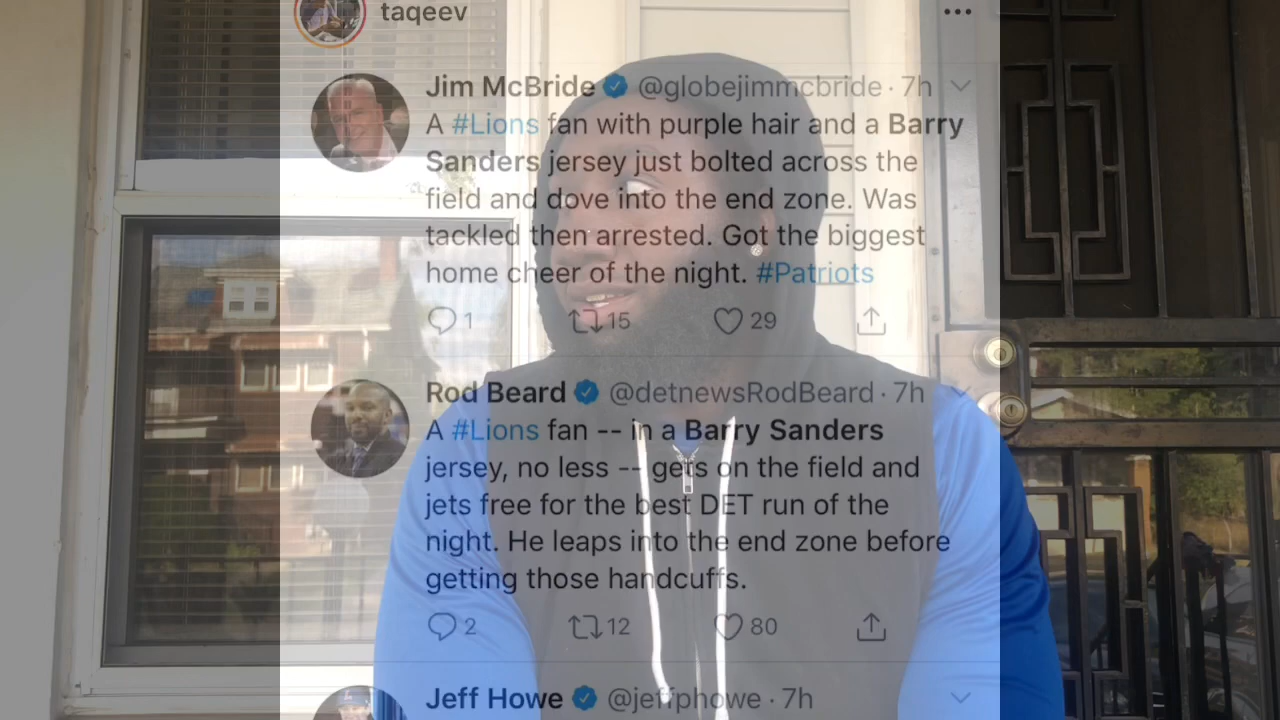 taqeev
Jim McBride @globejimmcbride · 7h
A #Lions fan with purple hair and a Barry
Sanders jersey just bolted across the
field and dove into the end zone. Was
tackled then arrested. Got the biggest
home cheer of the night. #Patriots
1 15 29
Rod Beard @detnewsRodBeard · 7h
A #Lions fan -- in a Barry Sanders
jersey, no less -- gets on the field and
jets free for the best DET run of the
night. He leaps into the end zone before
getting those handcuffs.
2 12 80
Jeff Howe @jeffphowe · 7h